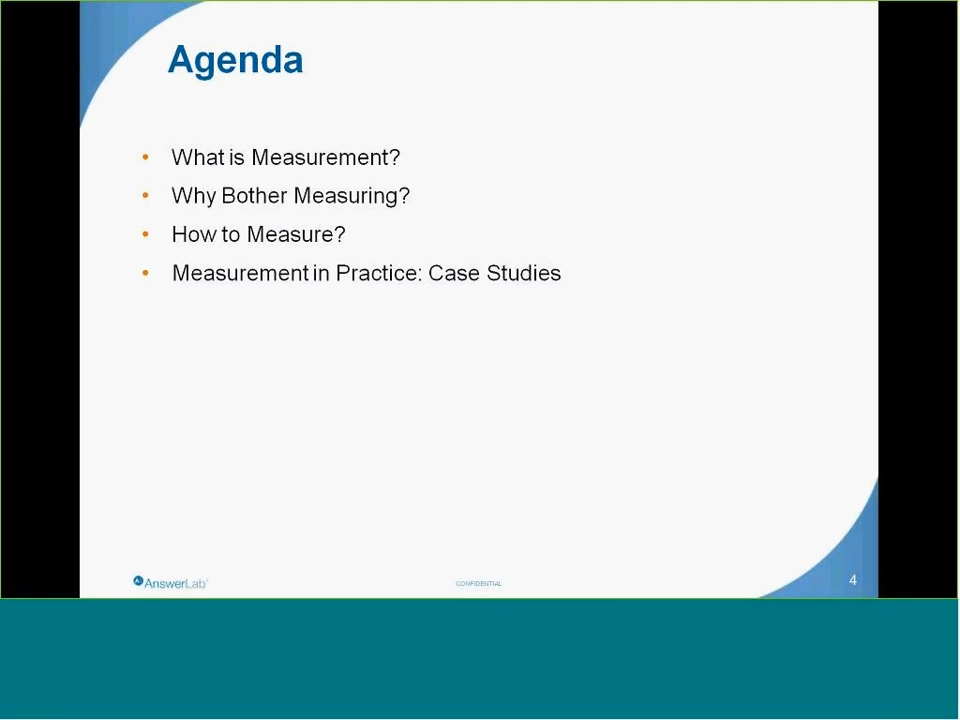 Agenda
• What is Measurement?
• Why Bother Measuring?
• How to Measure?
• Measurement in Practice: Case Studies
AnswerLab
CONFIDENTIAL
4